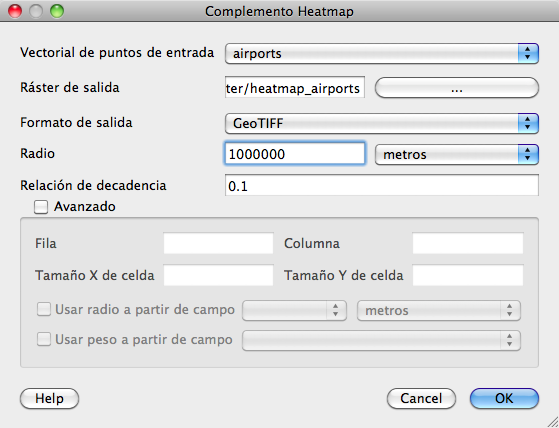 Complemento Heatmap
Vectorial de puntos de entrada airports
Ráster de salida ter/heatmap_airports ...
Formato de salida GeoTIFF
Radio 1000000 metros
Relación de decadencia 0.1
Avanzado
Fila Columna
Tamaño X de celda Tamaño Y de celda
Usar radio a partir de campo metros
Usar peso a partir de campo
Help Cancel OK